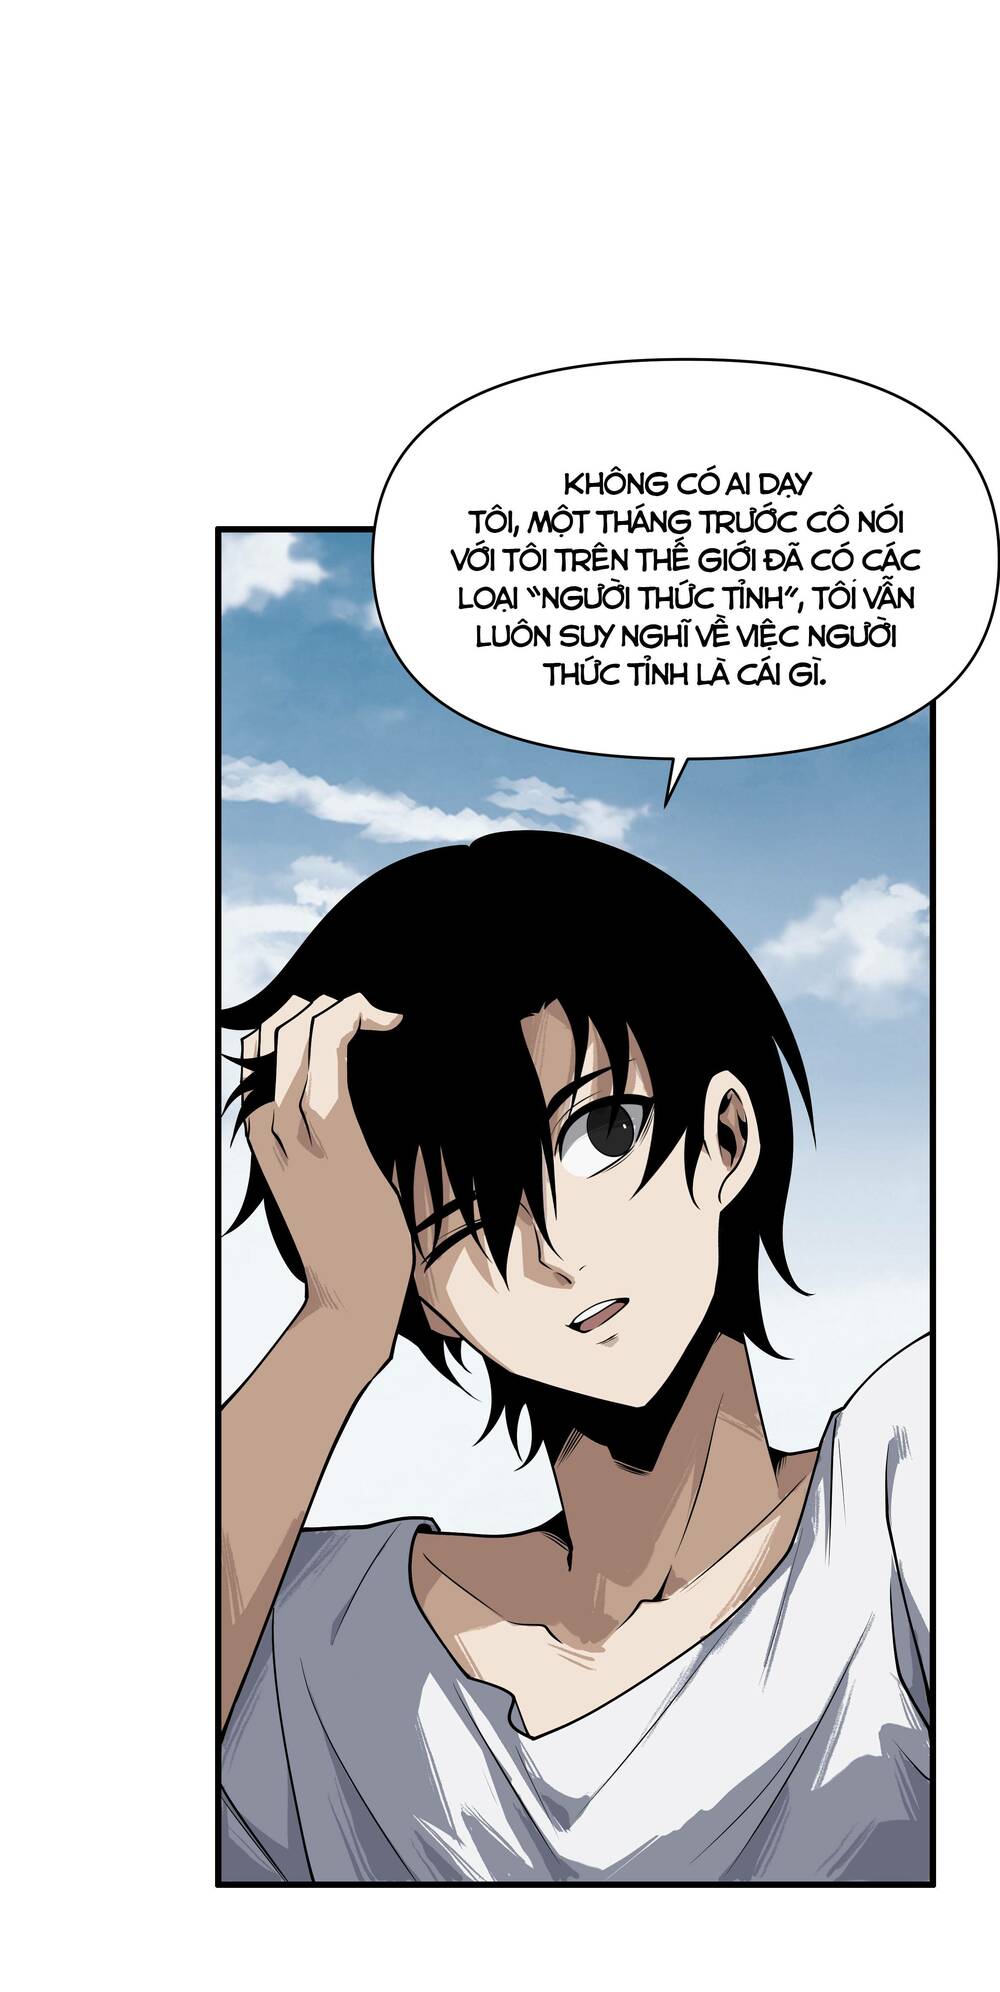 KHÔNG CÓ AI DẠY
TÔI, MỘT THÁNG TRƯỚC CÔ NÓI
VỚI TÔI TRÊN THẾ GIỚI ĐÃ CÓ CÁC
LOẠI “NGƯỜI THỨC TỈNH”, TÔI VẪN
LUÔN SUY NGHĨ VỀ VIỆC NGƯỜI
THỨC TỈNH LÀ CÁI GÌ.